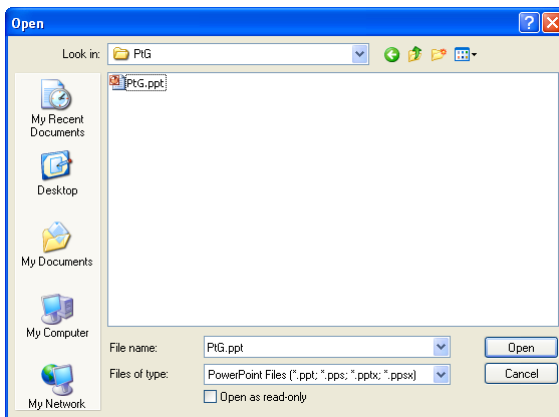 Open
Look in: PtG
PtG.ppt
My Recent
Documents
Desktop
My Documents
My Computer
My Network
File name: PtG.ppt Open
Files of type: PowerPoint Files (*.ppt; *.pps; *.pptx; *.ppsx) Cancel
Open as read-only